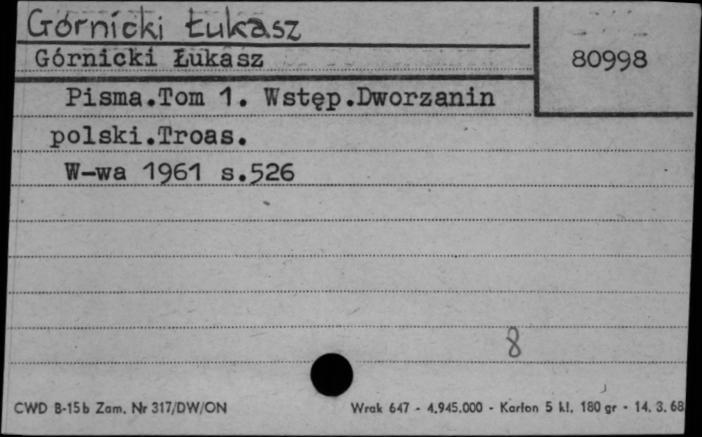 Górnicki Łukasz
Górnicki Łukasz
80998
Pisma.Tom 1. Wstęp.Dworzanin
polski.Troas.
W-wa 1961 s.526
8
CWD B-15b Zam. Nr 317/DW/ON
Wrak 647 - 4.945.000 - Karton 5 kl. 180 gr - 14. 3. 68